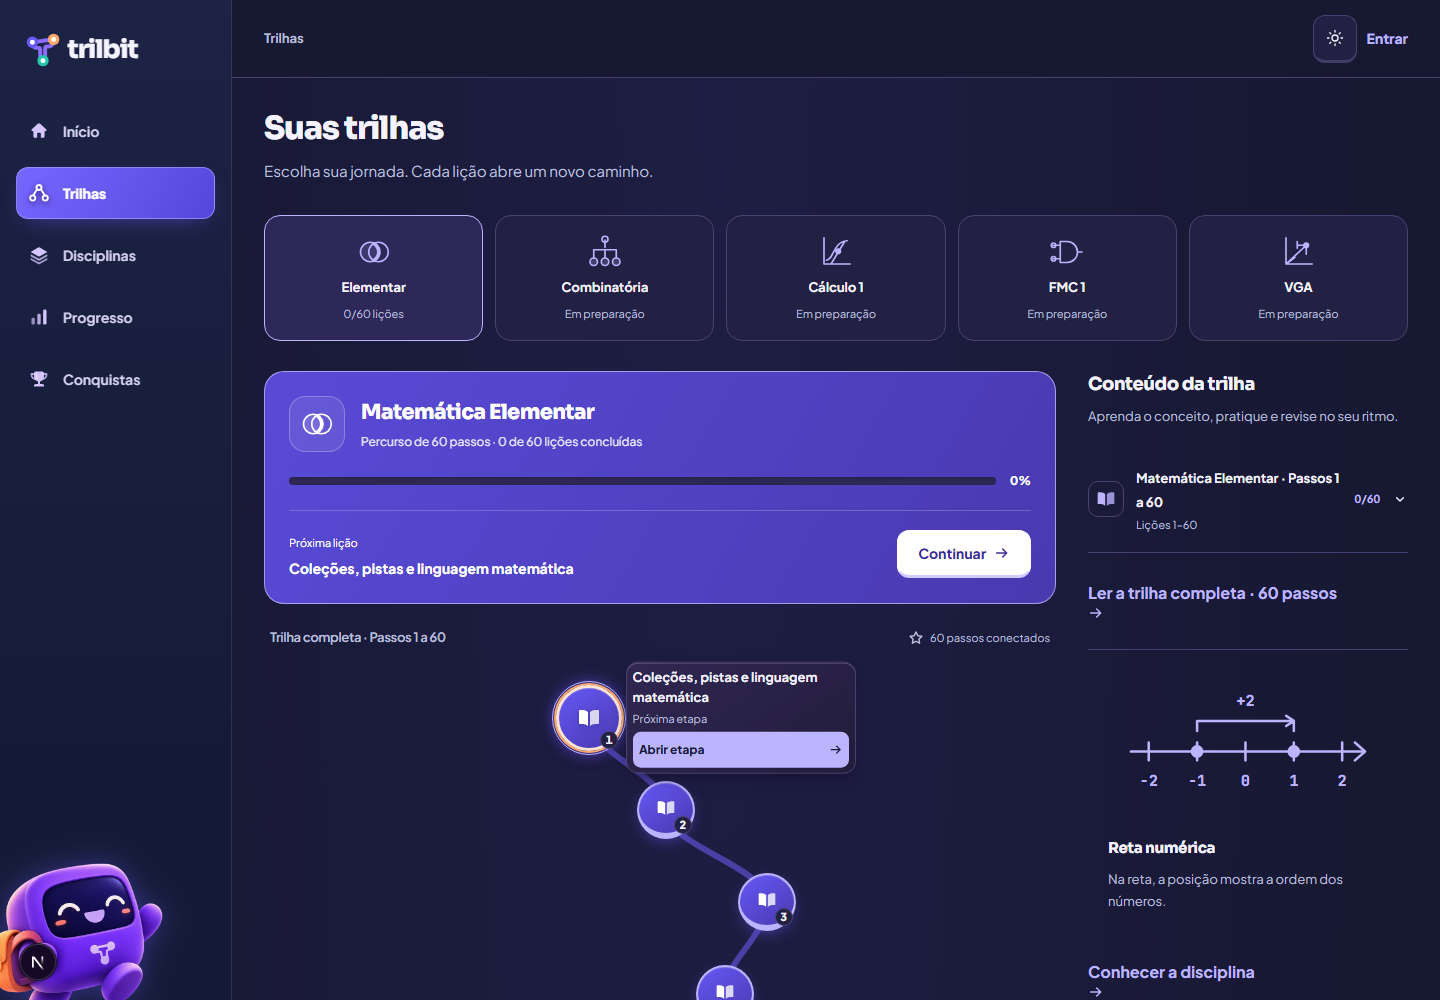 trilbit
Trilhas
Entrar
Início
Trilhas
Disciplinas
Progresso
Conquistas
Suas trilhas
Escolha sua jornada. Cada lição abre um novo caminho.
Elementar
0/60 lições
Combinatória
Em preparação
Cálculo 1
Em preparação
FMC 1
Em preparação
VGA
Em preparação
Matemática Elementar
Percurso de 60 passos · 0 de 60 lições concluídas
0%
Próxima lição
Coleções, pistas e linguagem matemática
Continuar →
Trilha completa · Passos 1 a 60
60 passos conectados
Coleções, pistas e linguagem
matemática
Próxima etapa
Abrir etapa →
1
2
3
Conteúdo da trilha
Aprenda o conceito, pratique e revise no seu ritmo.
Matemática Elementar · Passos 1
a 60
0/60
Lições 1–60
Ler a trilha completa · 60 passos
→
+2
-2 -1 0 1 2
Reta numérica
Na reta, a posição mostra a ordem dos
números.
Conhecer a disciplina
→
N